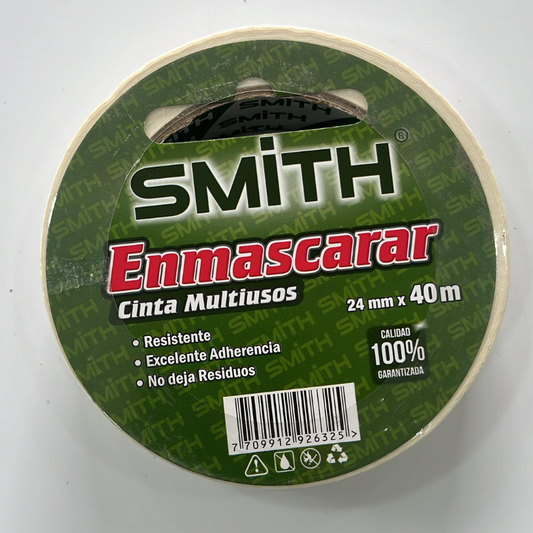 SMiTH
SMiTH®
Enmascarar
Cinta Multiusos
24 mm x 40 m
• Resistente
• Excelente Adherencia
• No deja Residuos
CALIDAD
100%
GARANTIZADA
7 709912 926325 >